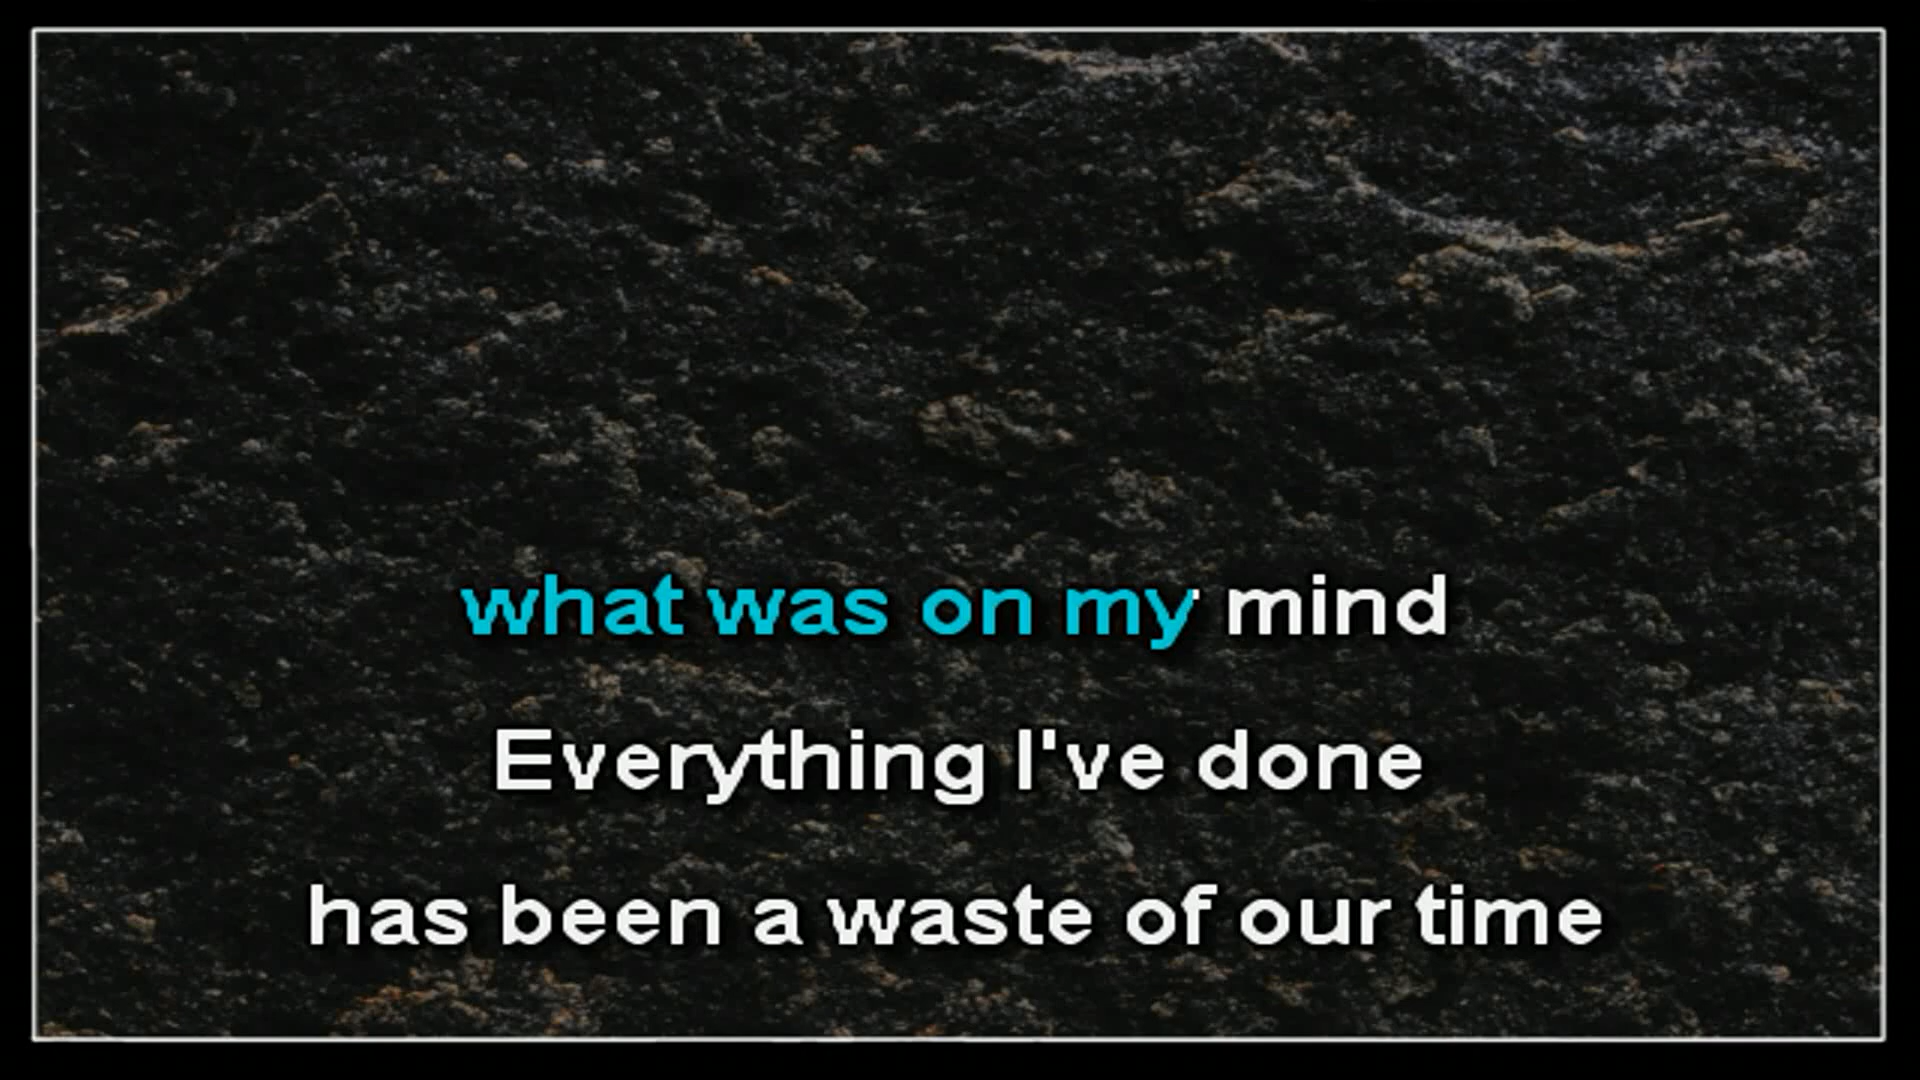 what was on my mind
Everything I've done
has been a waste of our time